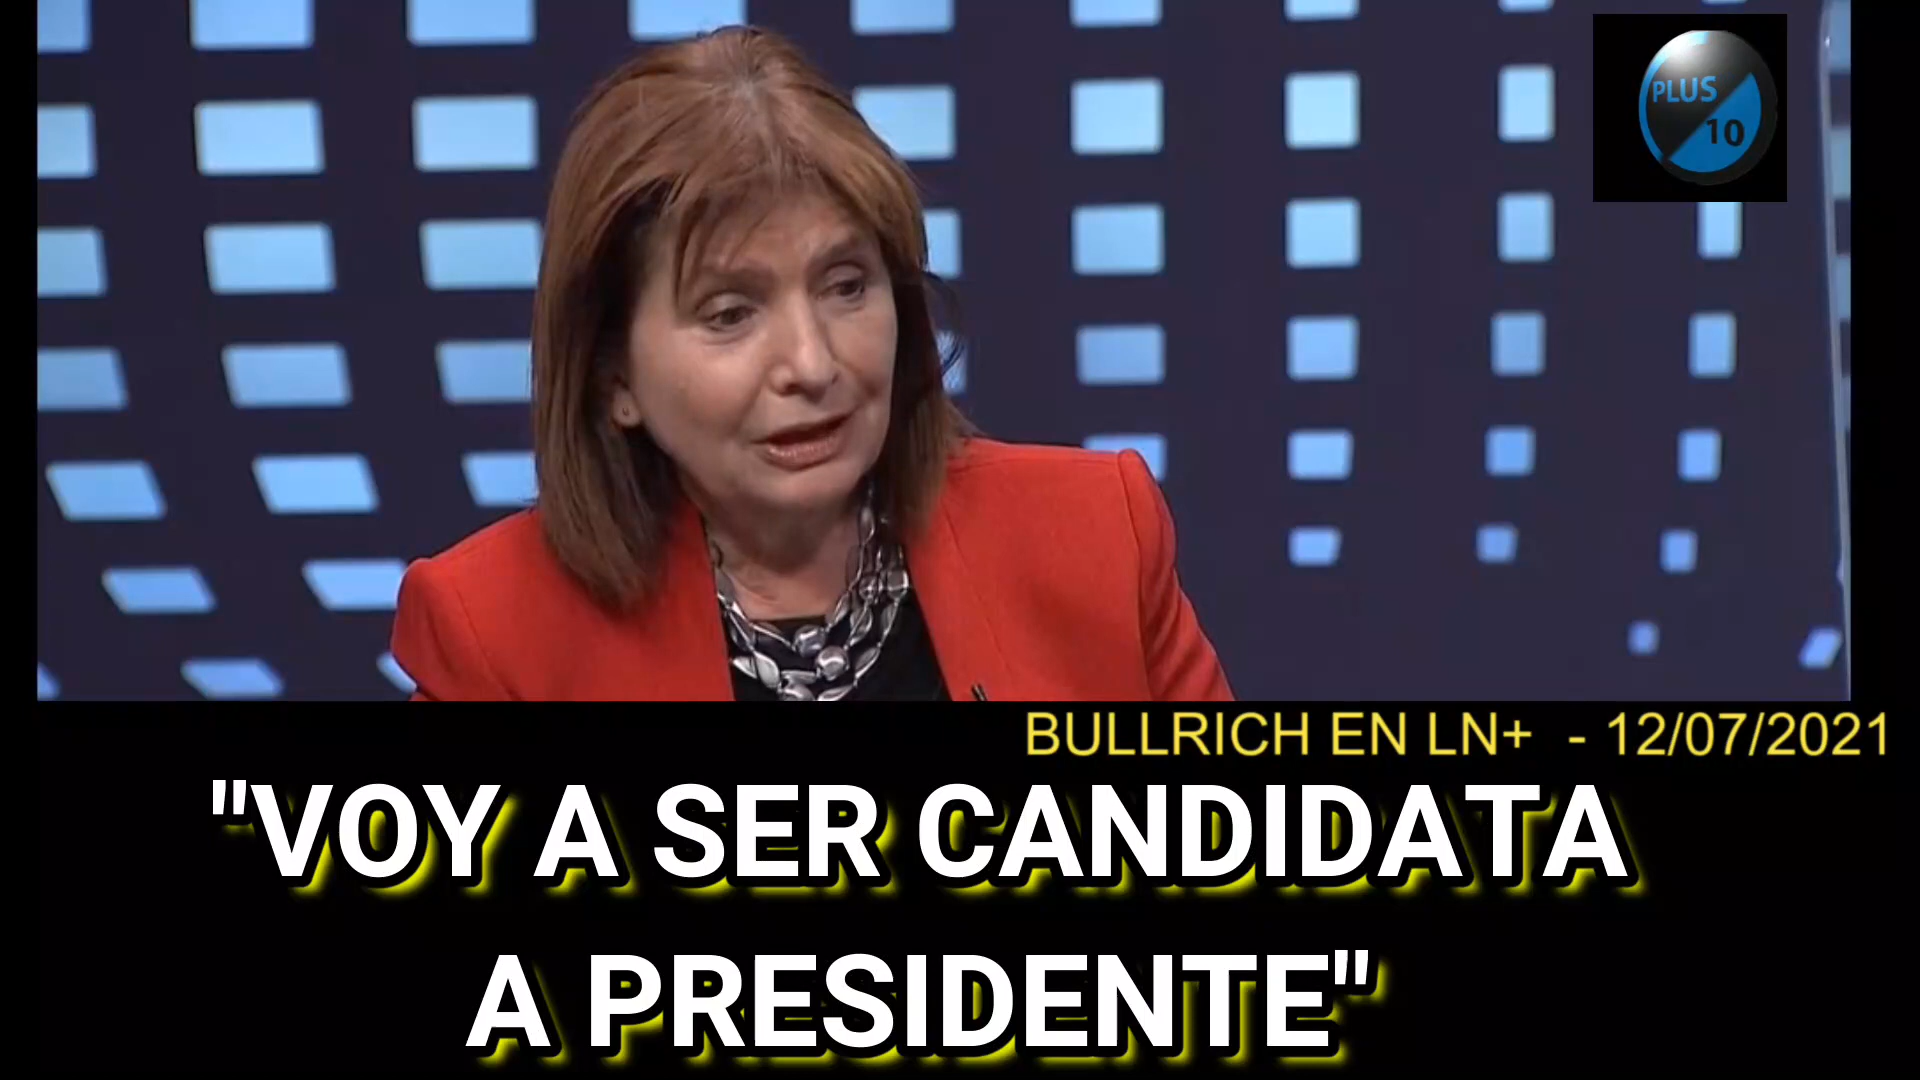 PLUS
10
BULLRICH EN LN+ - 12/07/2021
"VOY A SER CANDIDATA
A PRESIDENTE"